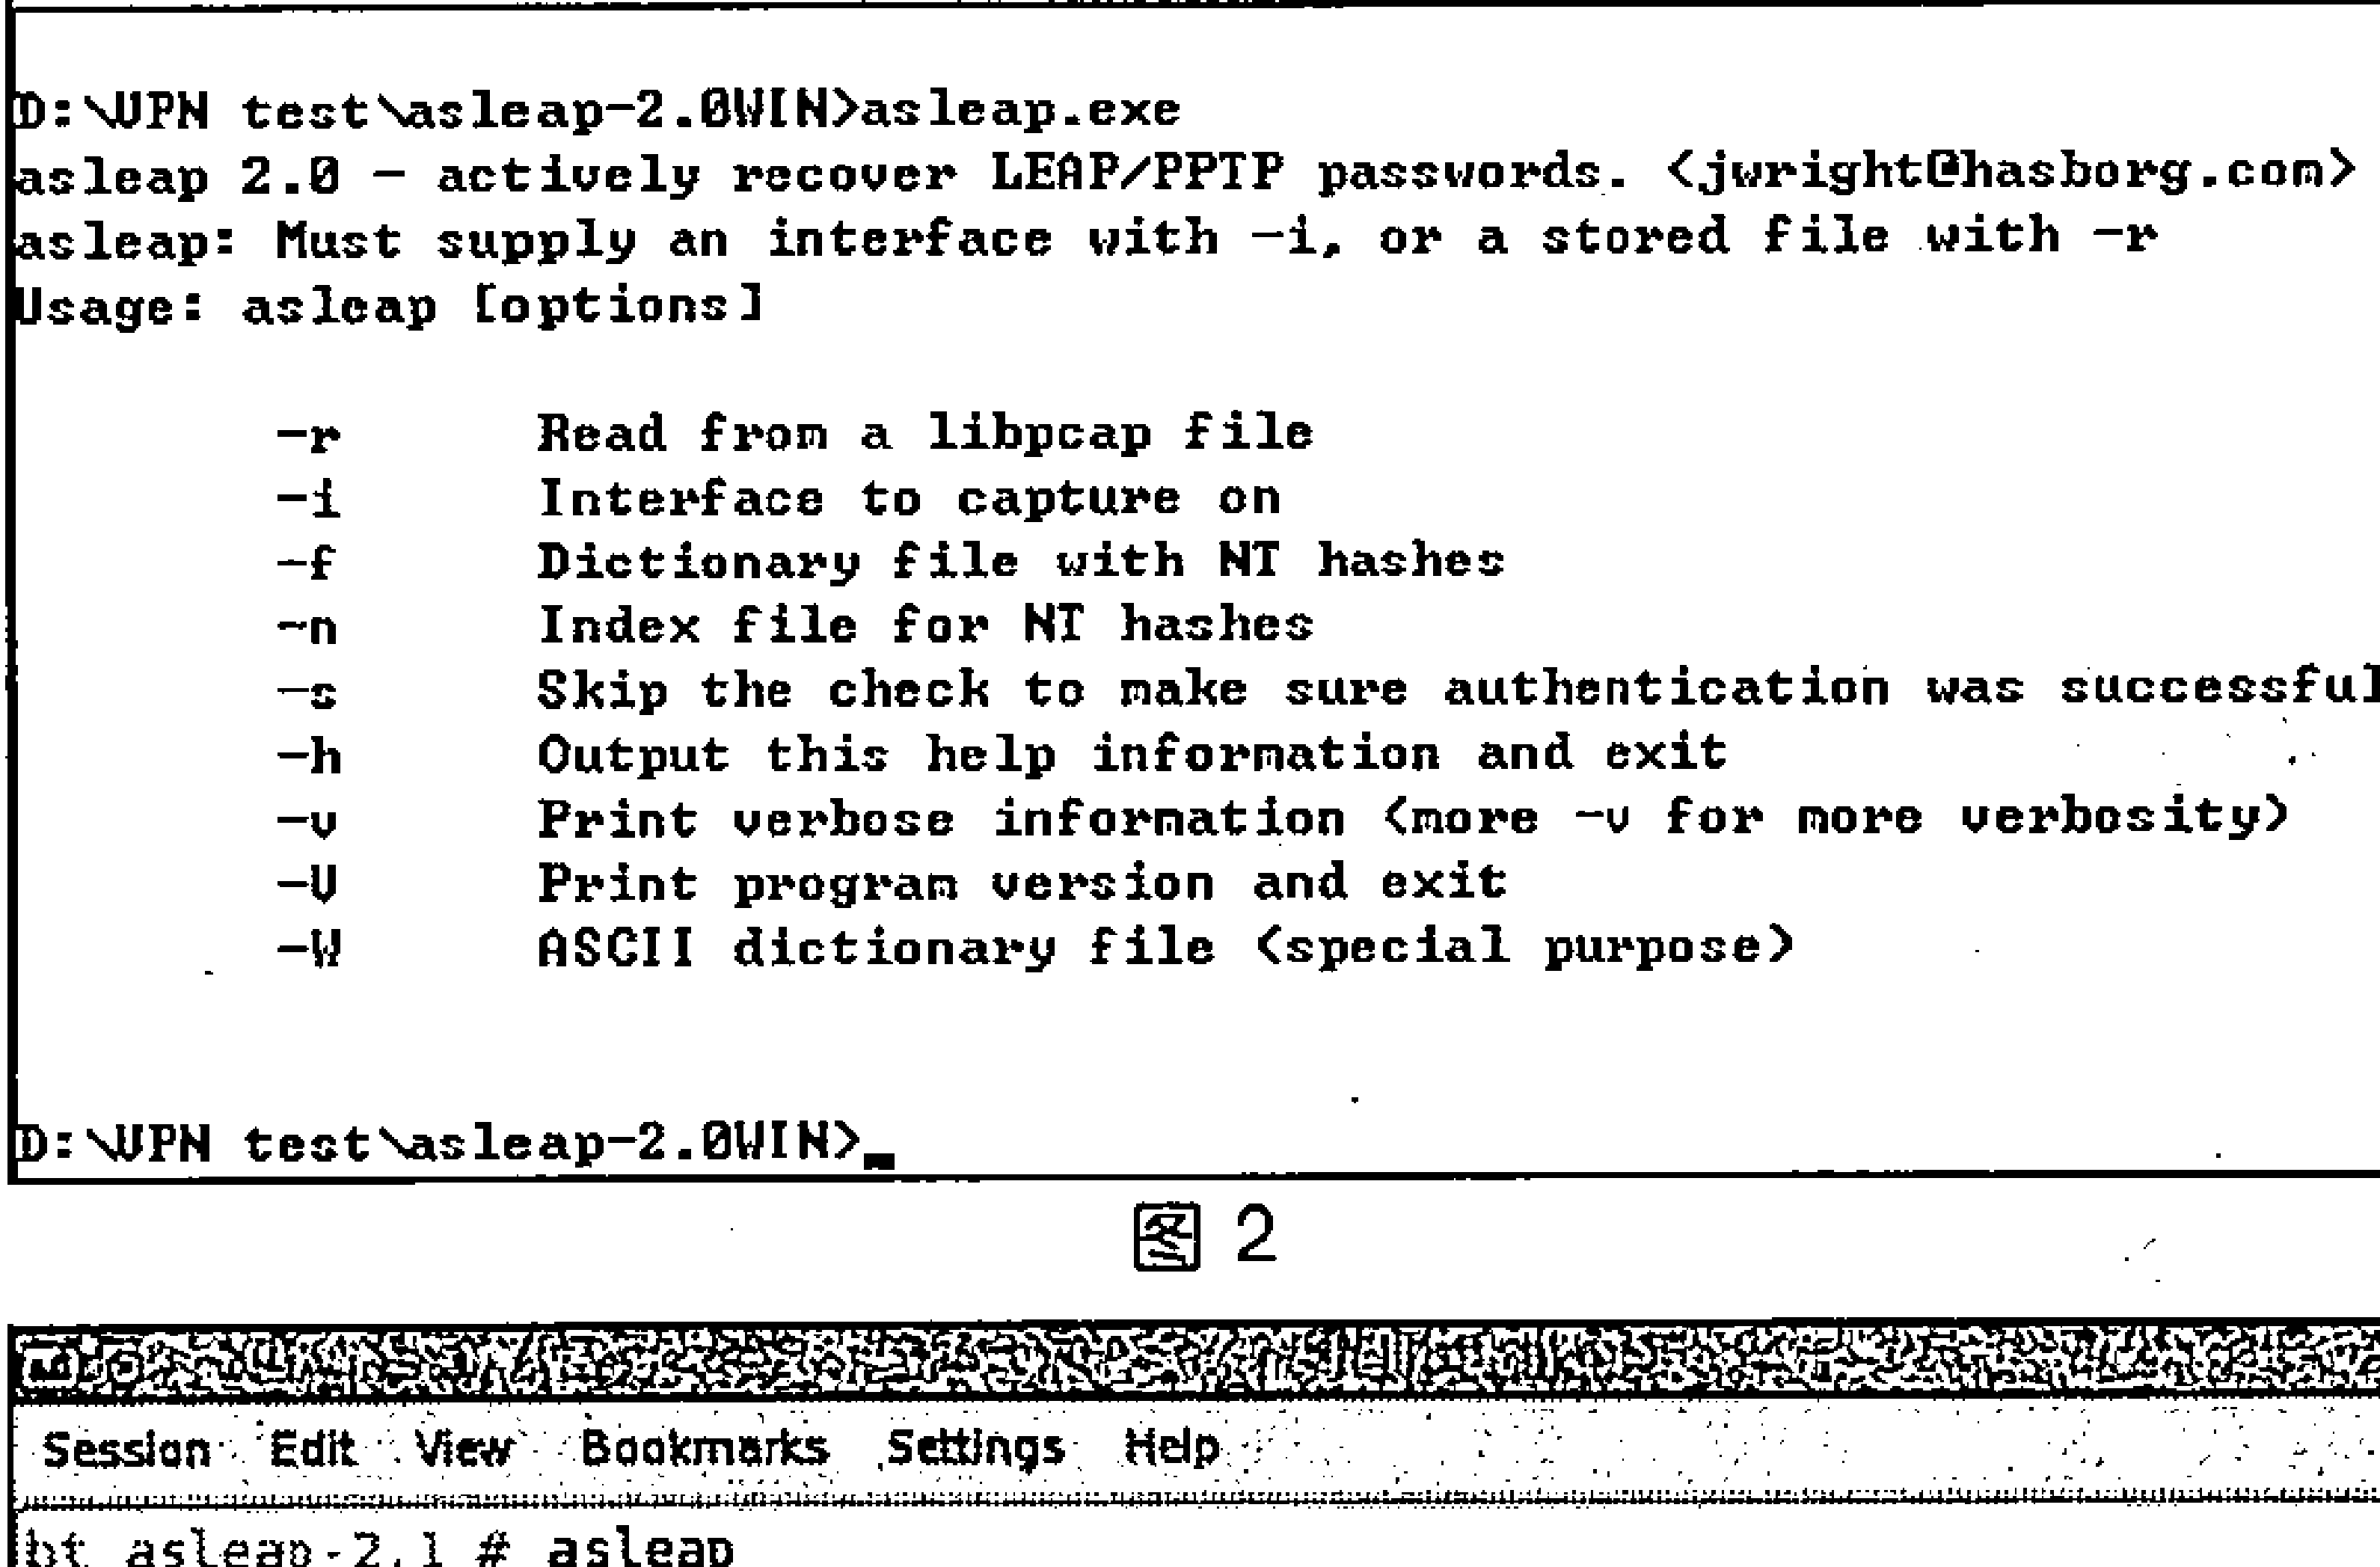 D:\VPN test\asleap-2.0WIN>asleap.exe
asleap 2.0 - actively recover LEAP/PPTP passwords. <jwright@hasborg.com>
asleap: Must supply an interface with -i, or a stored file with -r
Usage: asleap [options]
-r Read from a libpcap file
-i Interface to capture on
-f Dictionary file with NT hashes
-n Index file for NT hashes
-s Skip the check to make sure authentication was successful
-h Output this help information and exit
-v Print verbose information (more -v for more verbosity)
-V Print program version and exit
-W ASCII dictionary file (special purpose)
D:\VPN test\asleap-2.0WIN>_
图 2
Session Edit View Bookmarks Settings Help
bt asleap-2.1 # asleap